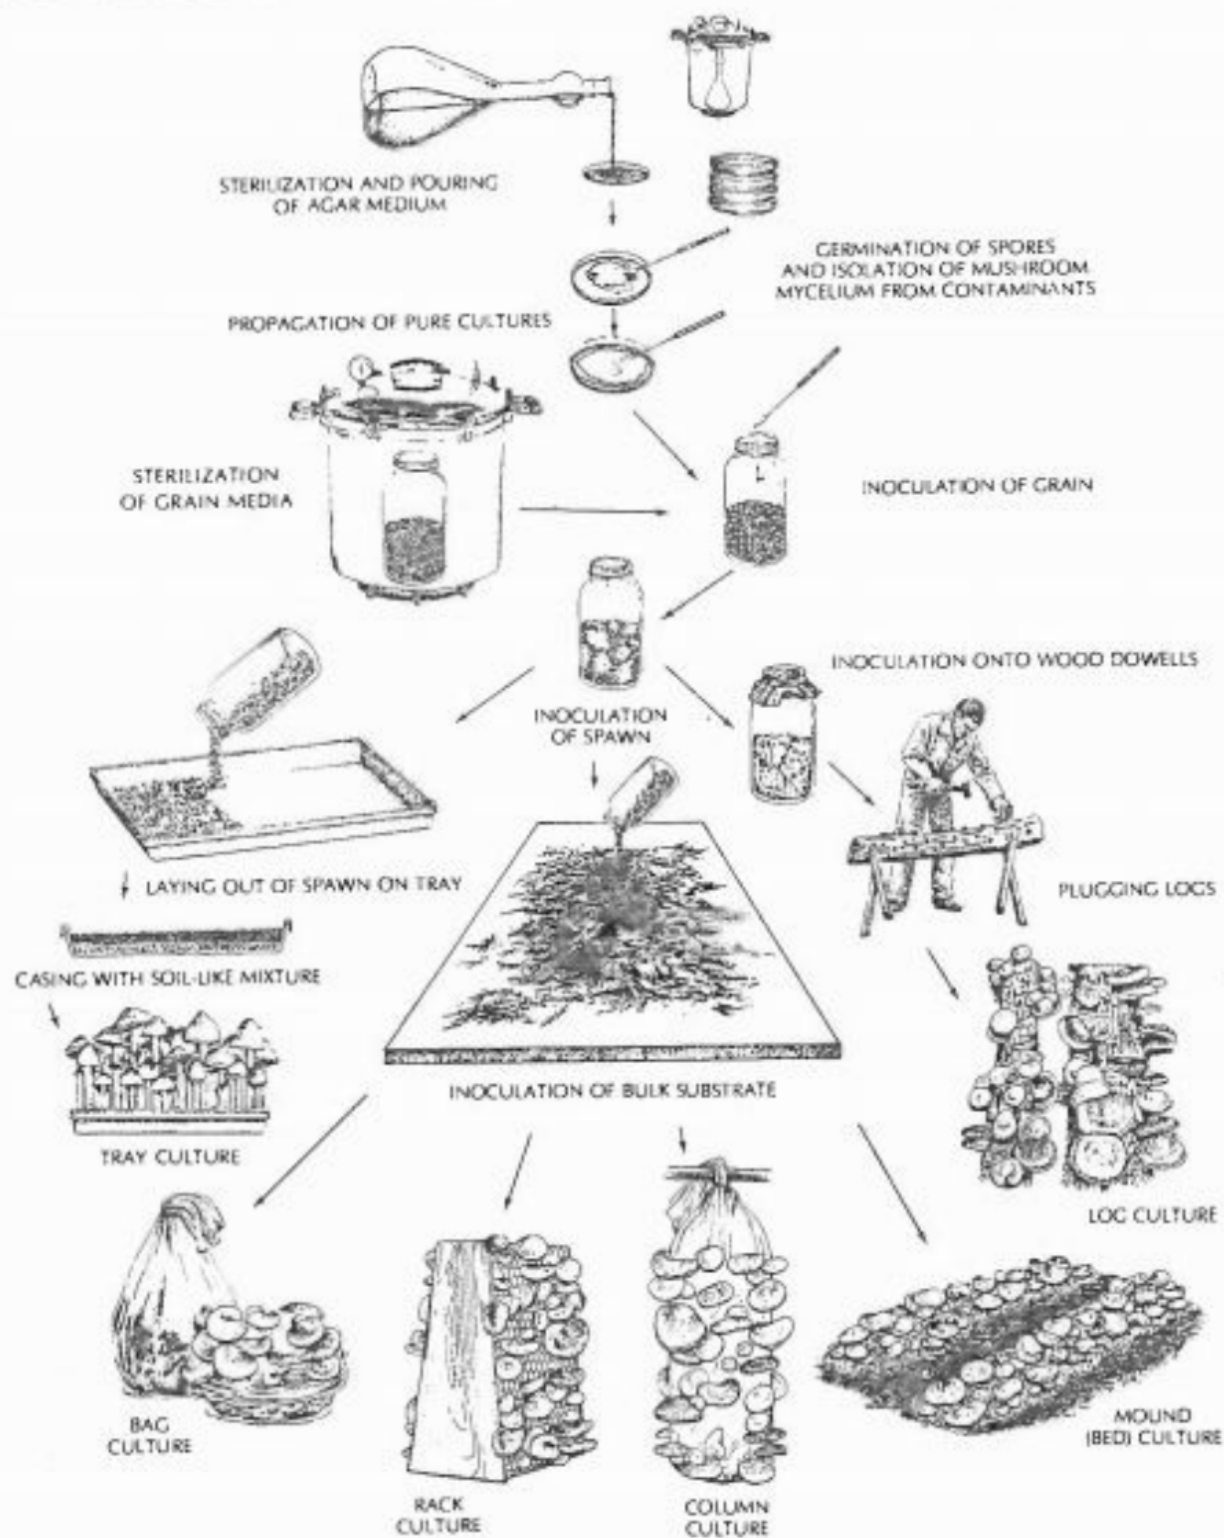 STERILIZATION AND POURING
OF AGAR MEDIUM
GERMINATION OF SPORES
AND ISOLATION OF MUSHROOM
MYCELIUM FROM CONTAMINANTS
PROPAGATION OF PURE CULTURES
STERILIZATION
OF GRAIN MEDIA
INOCULATION OF GRAIN
INOCULATION ONTO WOOD DOWELLS
INOCULATION
OF SPAWN
LAYING OUT OF SPAWN ON TRAY
PLUGGING LOGS
CASING WITH SOIL-LIKE MIXTURE
INOCULATION OF BULK SUBSTRATE
TRAY CULTURE
LOG CULTURE
BAG
CULTURE
MOUND
(BED) CULTURE
RACK
CULTURE
COLUMN
CULTURE